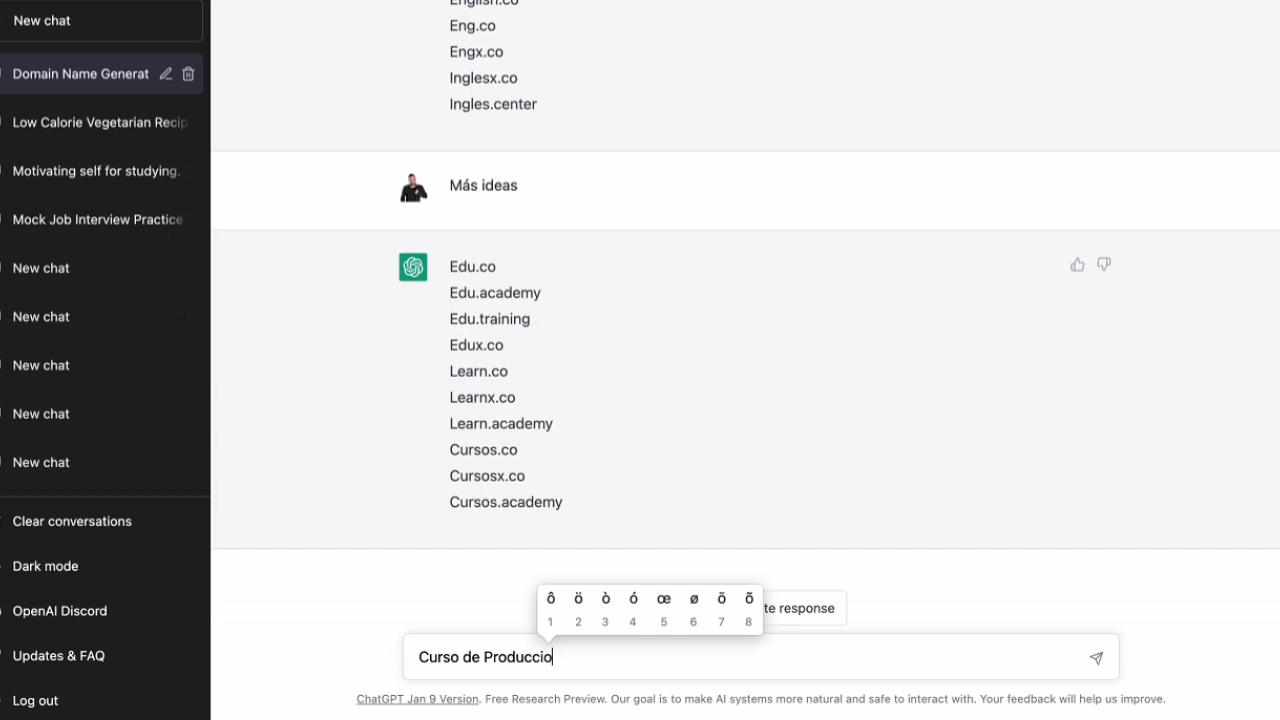 New chat
Domain Name Generat
Low Calorie Vegetarian Recip
Motivating self for studying.
Mock Job Interview Practice
New chat
New chat
New chat
New chat
New chat
Clear conversations
Dark mode
OpenAI Discord
Updates & FAQ
Log out
English.co
Eng.co
Engx.co
Inglesx.co
Ingles.center
Más ideas
Edu.co
Edu.academy
Edu.training
Edux.co
Learn.co
Learnx.co
Learn.academy
Cursos.co
Cursosx.co
Cursos.academy
ô ö ò ó œ ø ō õ
1 2 3 4 5 6 7 8
te response
Curso de Produccio
ChatGPT Jan 9 Version. Free Research Preview. Our goal is to make AI systems more natural and safe to interact with. Your feedback will help us improve.